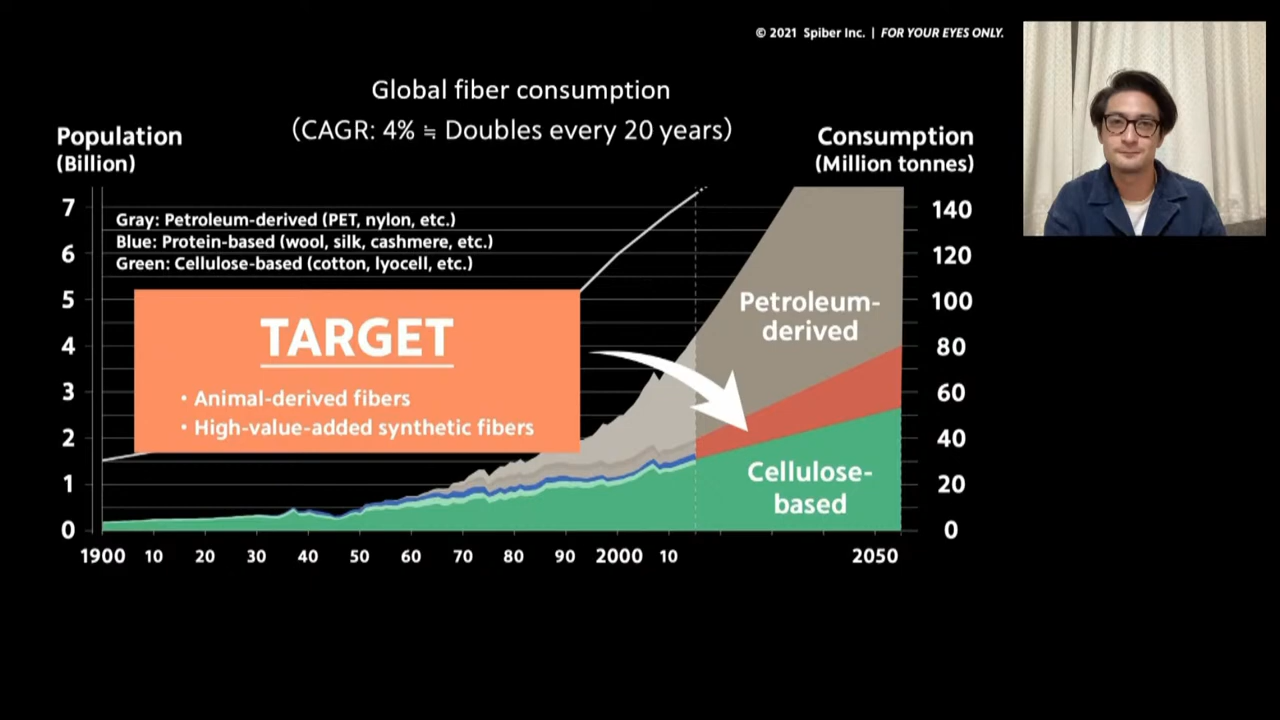 © 2021 Spiber Inc. | FOR YOUR EYES ONLY.
Global fiber consumption
(CAGR: 4% ≒ Doubles every 20 years)
Population
(Billion)
Consumption
(Million tonnes)
Gray: Petroleum-derived (PET, nylon, etc.)
Blue: Protein-based (wool, silk, cashmere, etc.)
Green: Cellulose-based (cotton, lyocell, etc.)
7
6
5
4
3
2
1
0
TARGET
• Animal-derived fibers
• High-value-added synthetic fibers
Petroleum-
derived
Cellulose-
based
140
120
100
80
60
40
20
0
1900 10 20 30 40 50 60 70 80 90 2000 10 2050